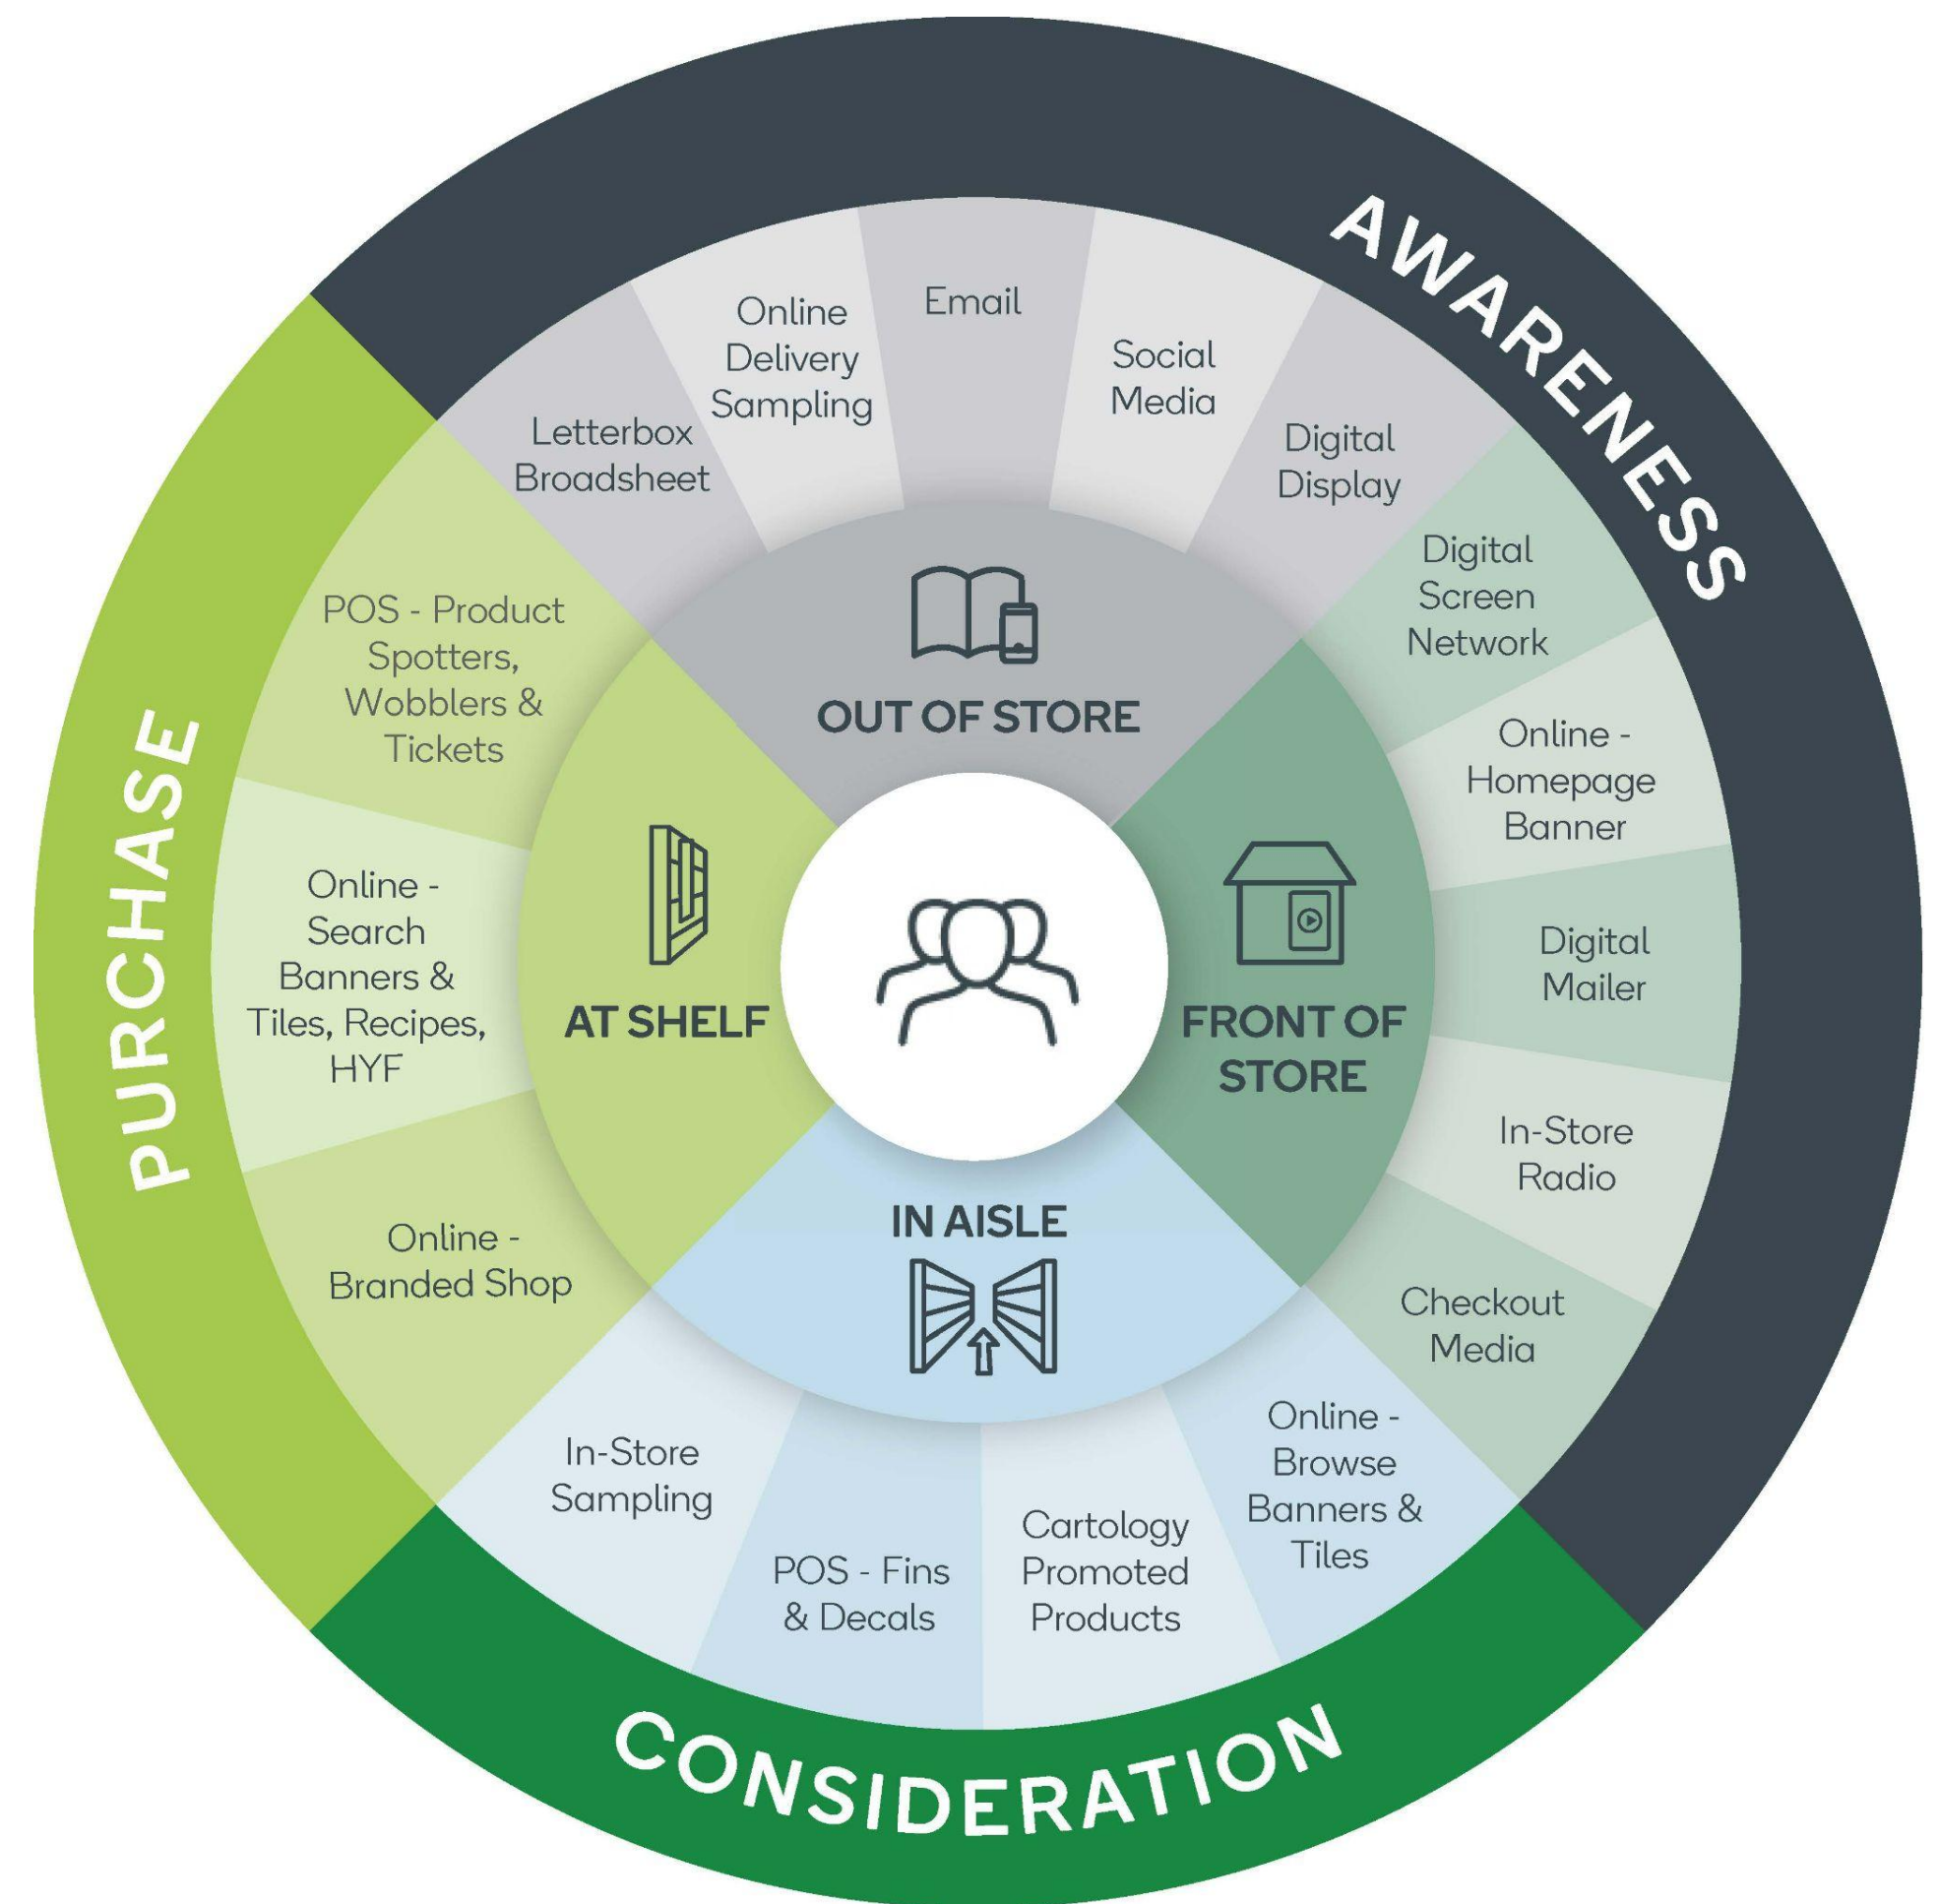 AWARENESS
Letterbox
Broadsheet
Online
Delivery
Sampling
Email
Social
Media
Digital
Display
OUT OF STORE
Digital
Screen
Network
Online -
Homepage
Banner
Digital
Mailer
In-Store
Radio
Checkout
Media
FRONT OF
STORE
CONSIDERATION
Online -
Browse
Banners &
Tiles
Cartology
Promoted
Products
POS - Fins
& Decals
In-Store
Sampling
IN AISLE
PURCHASE
Online -
Branded Shop
Online -
Search
Banners &
Tiles, Recipes,
HYF
POS - Product
Spotters,
Wobblers &
Tickets
AT SHELF